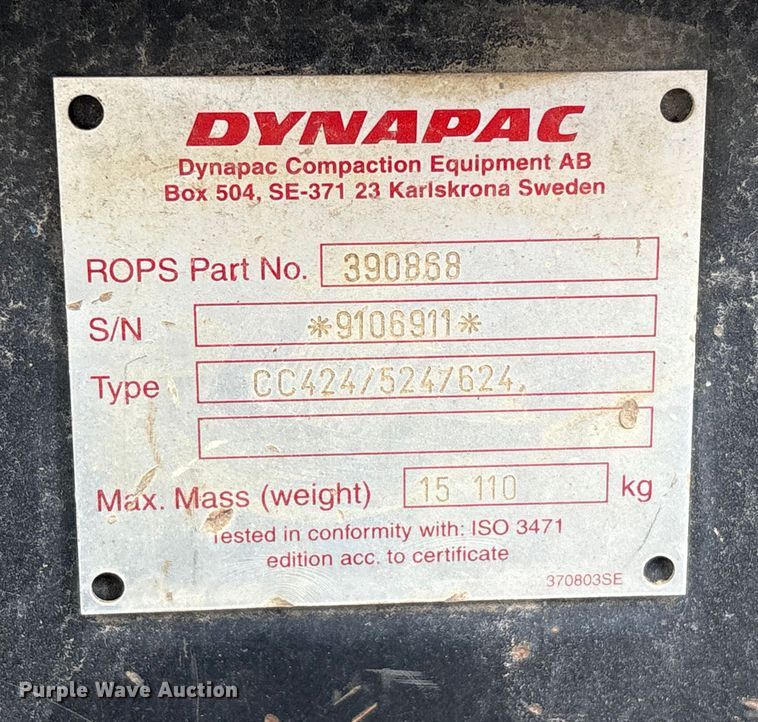 DYNAPAC
Dynapac Compaction Equipment AB
Box 504, SE-371 23 Karlskrona Sweden
ROPS Part No. 390868
S/N *9106911*
Type CC424/524/624.
Max. Mass (weight) 15 110 kg
Tested in conformity with: ISO 3471
edition acc. to certificate
370803SE
Purple Wave Auction